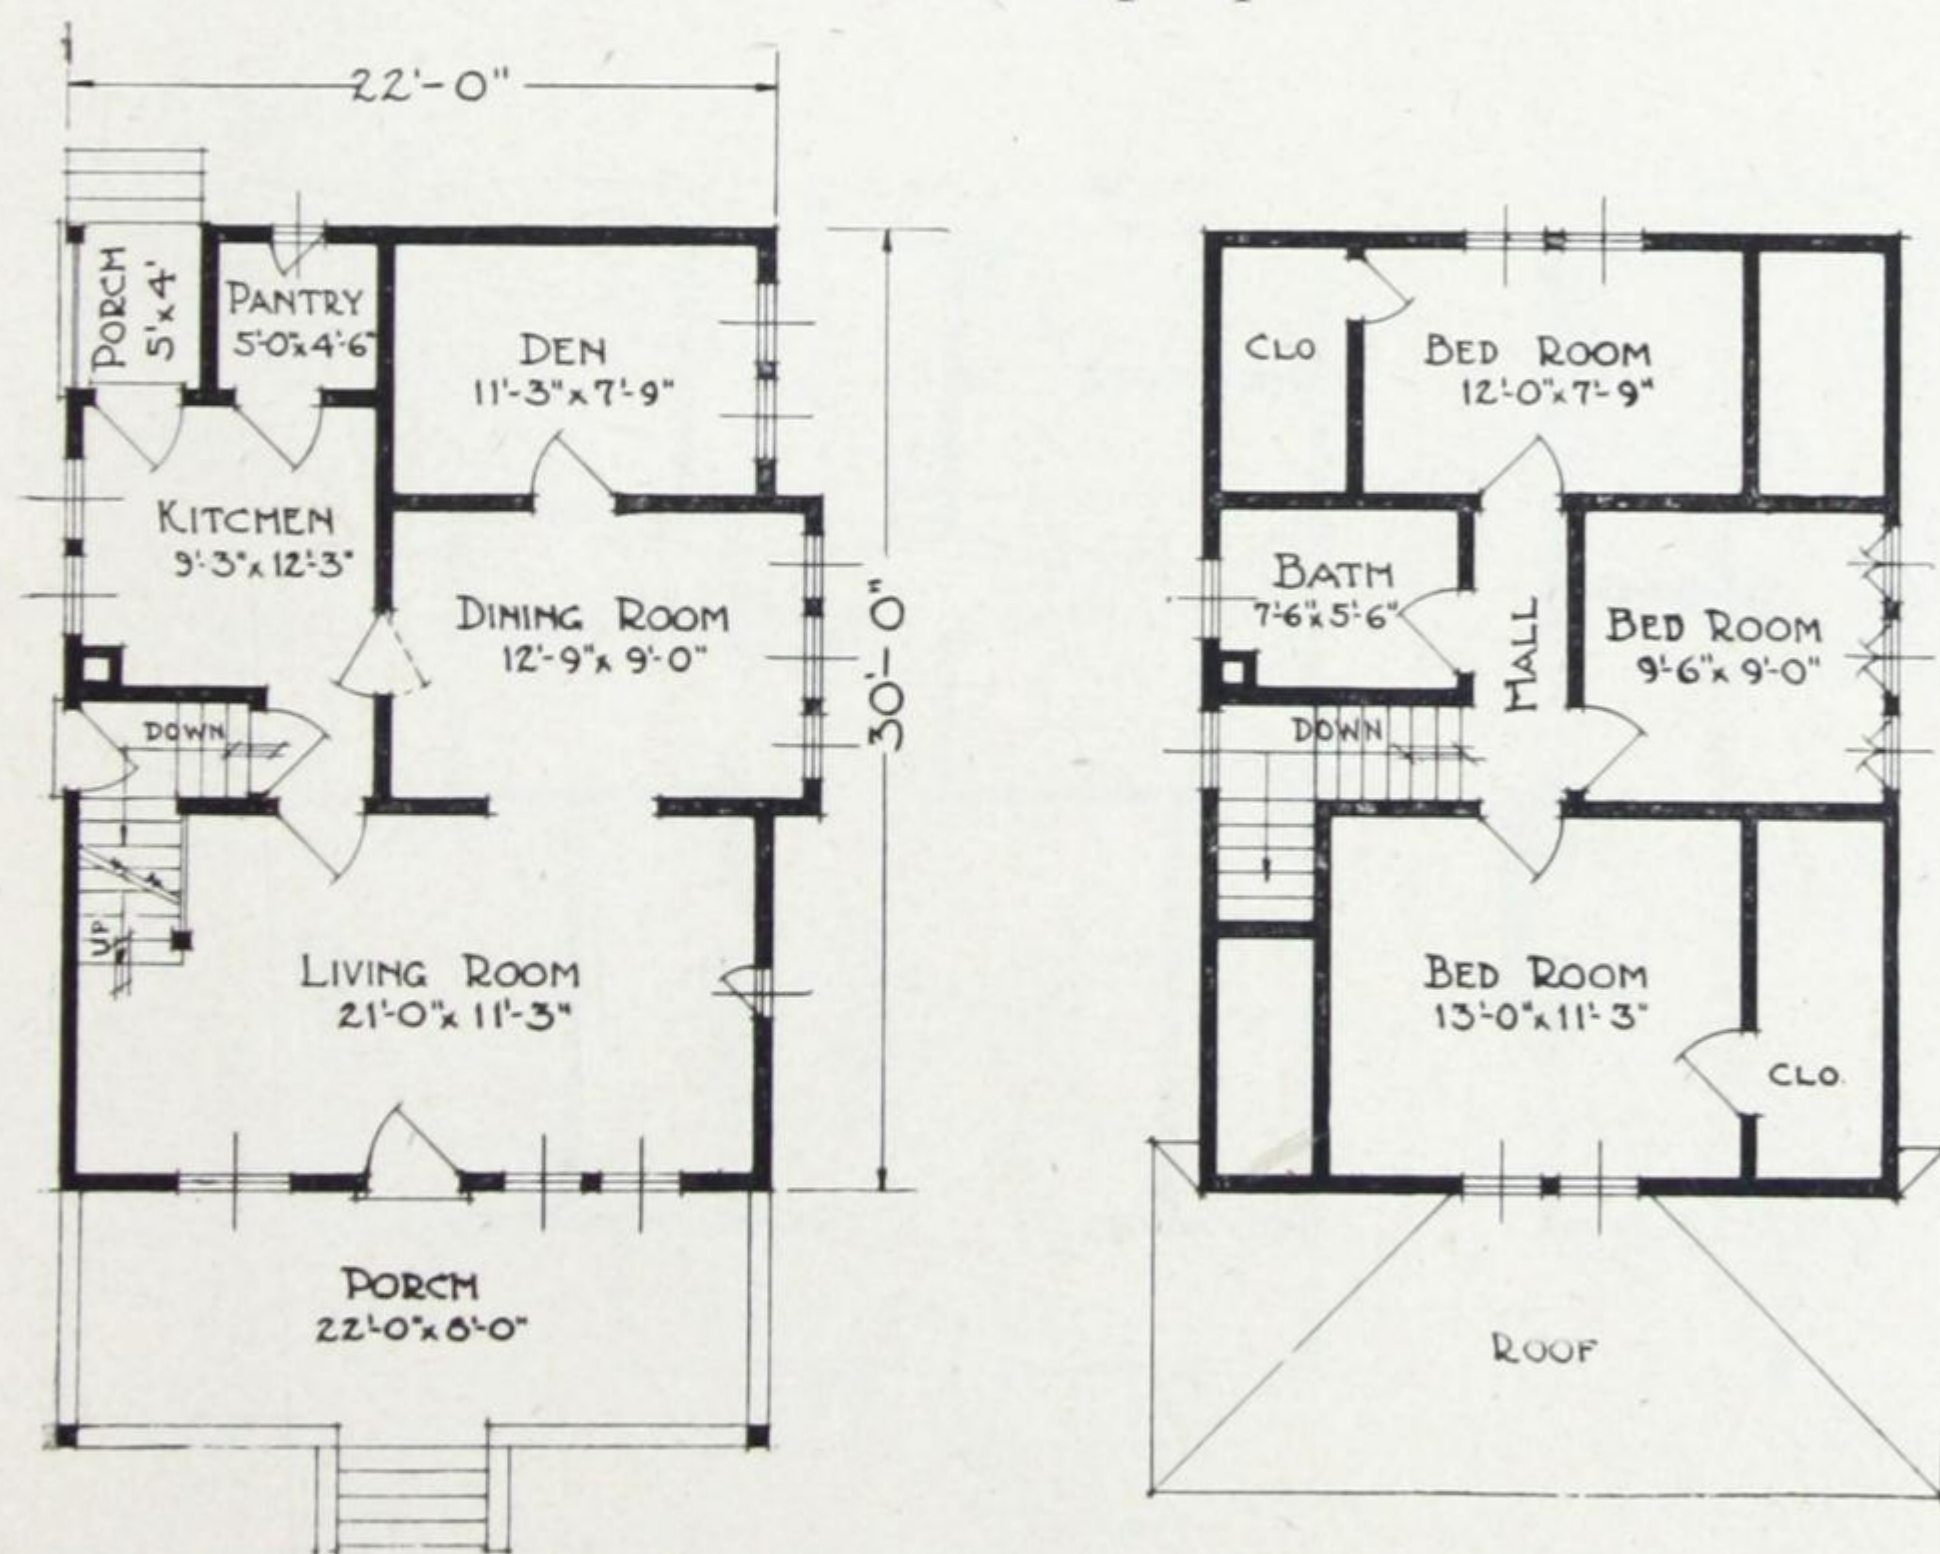 22'-0"
PORCH
5'x4'
PANTRY
5'-0"x4'-6"
DEN
11'-3"x7'-9"
KITCHEN
9'-3"x12'-3"
DINING ROOM
12'-9"x9'-0"
30'-0"
DOWN
UP
LIVING ROOM
21'-0"x11'-3"
PORCH
22'-0"x8'-0"
CLO
BED ROOM
12'-0"x7'-9"
BATH
7'-6"x5'-6"
HALL
BED ROOM
9'-6"x9'-0"
DOWN
BED ROOM
13'-0"x11'-3"
CLO.
ROOF